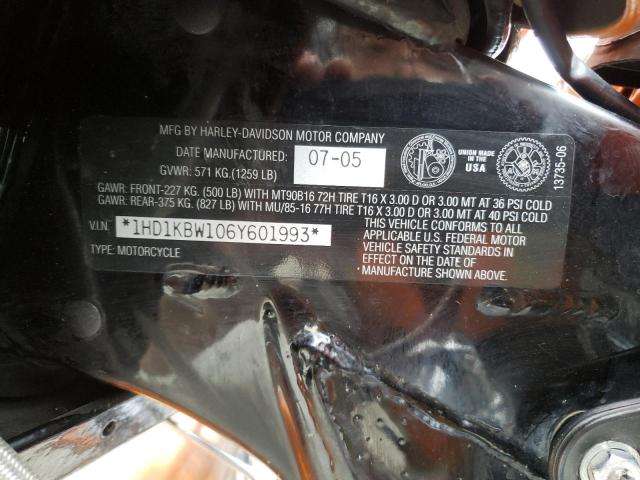 MFG BY HARLEY-DAVIDSON MOTOR COMPANY
DATE MANUFACTURED: 07-05
GVWR: 571 KG.(1259 LB)
UNION MADE
IN THE
USA
13735-06
GAWR: FRONT-227 KG. (500 LB) WITH MT90B16 72H TIRE T16 X 3.00 D OR 3.00 MT AT 36 PSI COLD
GAWR: REAR-375 KG. (827 LB) WITH MU/85-16 77H TIRE T16 X 3.00 D OR 3.00 MT AT 40 PSI COLD
V.I.N. *1HD1KBW106Y601993*
TYPE: MOTORCYCLE
THIS VEHICLE CONFORMS TO ALL
APPLICABLE U.S. FEDERAL MOTOR
VEHICLE SAFETY STANDARDS IN
EFFECT ON THE DATE OF
MANUFACTURE SHOWN ABOVE.